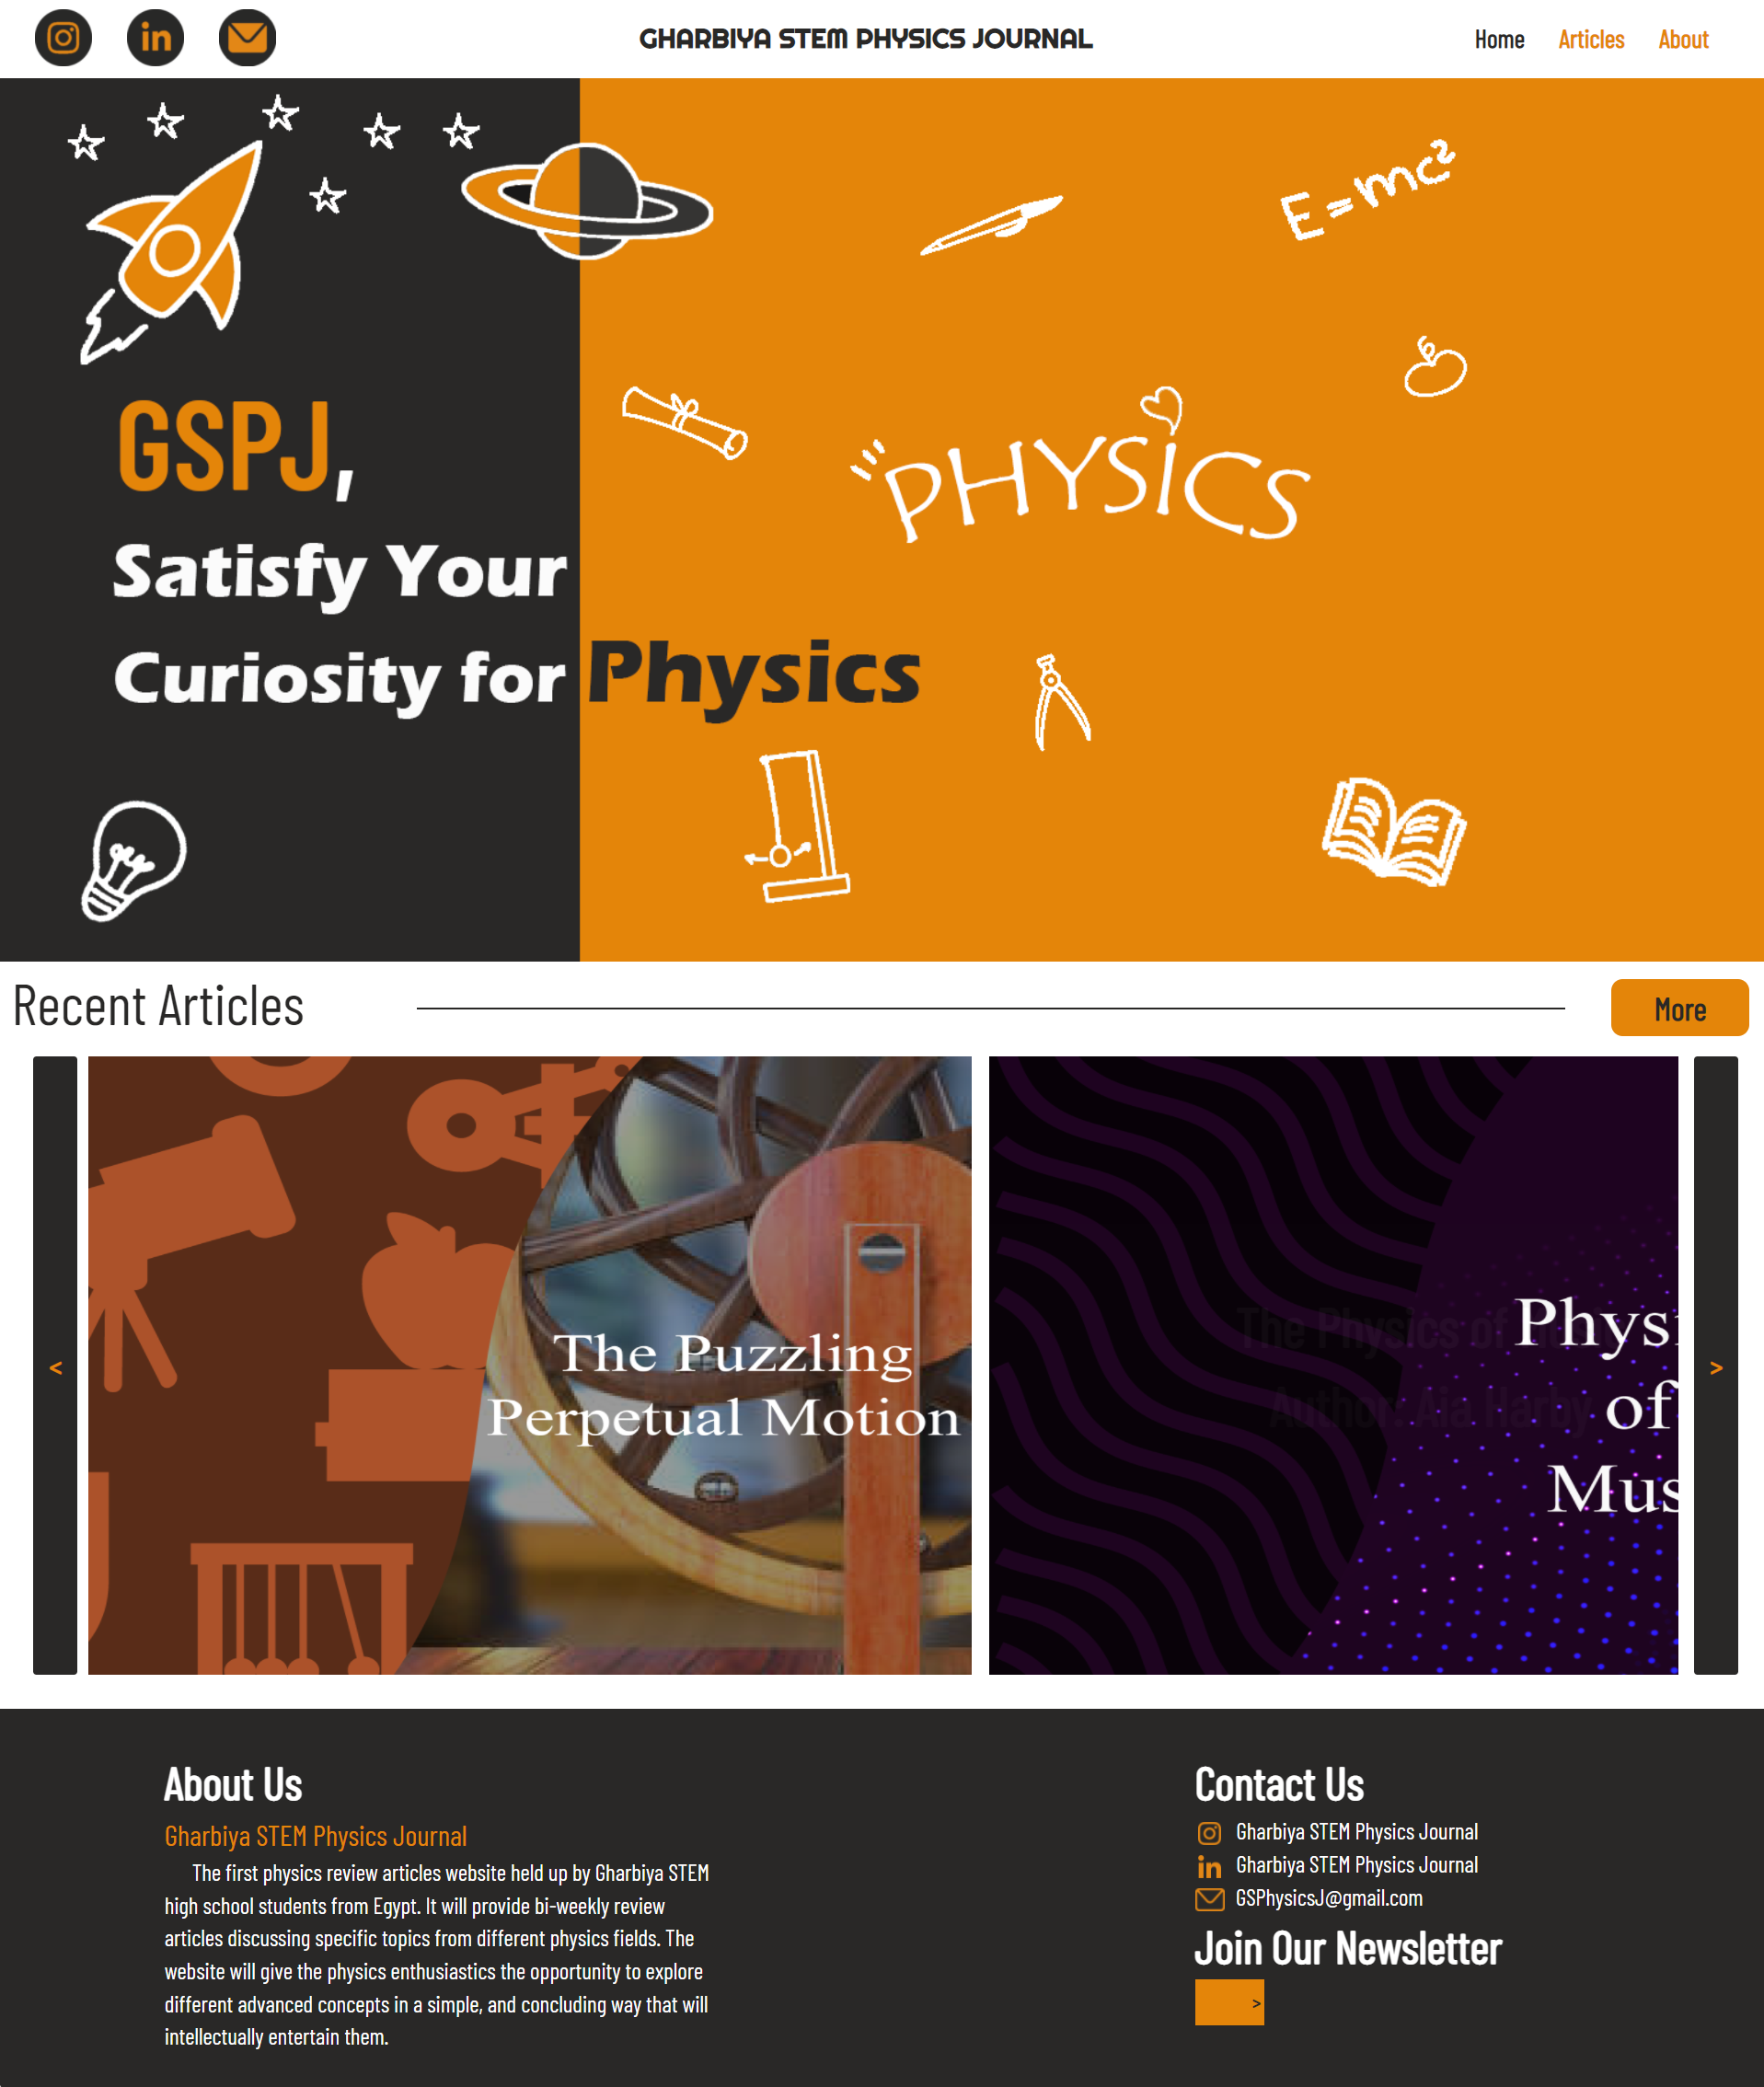 GHARBIYA STEM PHYSICS JOURNAL
Home Articles About
E=mc²
GSPJ,
PHYSICS
Satisfy Your
Curiosity for Physics
Recent Articles
More
<
The Puzzling
Perpetual Motion
The Physics of
Author: Aia Harby
Physi
of
Mus
>
About Us
Gharbiya STEM Physics Journal
The first physics review articles website held up by Gharbiya STEM
high school students from Egypt. It will provide bi-weekly review
articles discussing specific topics from different physics fields. The
website will give the physics enthusiastics the opportunity to explore
different advanced concepts in a simple, and concluding way that will
intellectually entertain them.
Contact Us
Gharbiya STEM Physics Journal
Gharbiya STEM Physics Journal
GSPhysicsJ@gmail.com
Join Our Newsletter
>